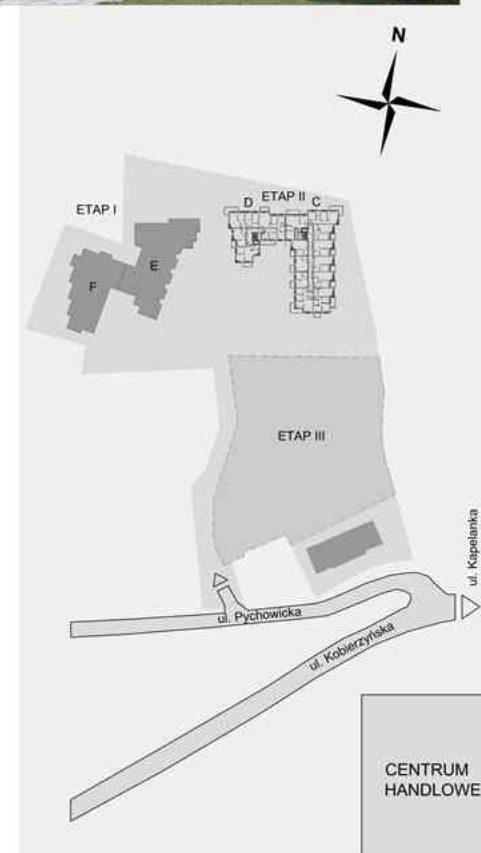 N
ETAP I
D
ETAP II
C
E
F
ETAP III
ul. Kapelanka
ul. Pychowicka
ul. Kobierzyńska
CENTRUM
HANDLOWE